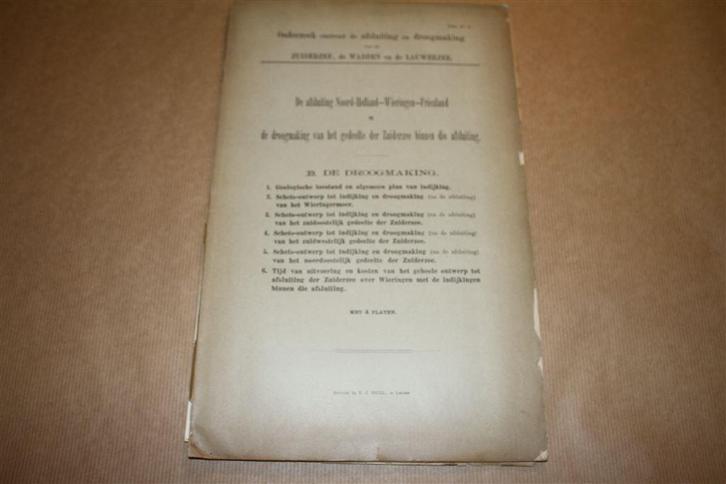 Onderzoek omtrent de afsluiting en droogmaking
van de
ZUIDERZEE, de WADDEN en de LAUWERZEE.
De afsluiting Noord-Holland—Wieringen—Friesland
en
de droogmaking van het gedeelte der Zuiderzee binnen die afsluiting.
B. DE DROOGMAKING.
1. Geologische toestand en algemeen plan van indijking.
2. Schets-ontwerp tot indijking en droogmaking (na de afsluiting)
van het Wieringermeer.
3. Schets-ontwerp tot indijking en droogmaking (na de afsluiting)
van het zuidoostelijk gedeelte der Zuiderzee.
4. Schets-ontwerp tot indijking en droogmaking (na de afsluiting)
van het zuidwestelijk gedeelte der Zuiderzee.
5. Schets-ontwerp tot indijking en droogmaking (na de afsluiting)
van het noordoostelijk gedeelte der Zuiderzee.
6. Tijd van uitvoering en kosten van het geheele ontwerp tot
afsluiting der Zuiderzee over Wieringen met de indijkingen
binnen die afsluiting.
MET 4 PLATEN.
E. J. BRILL, te Leiden